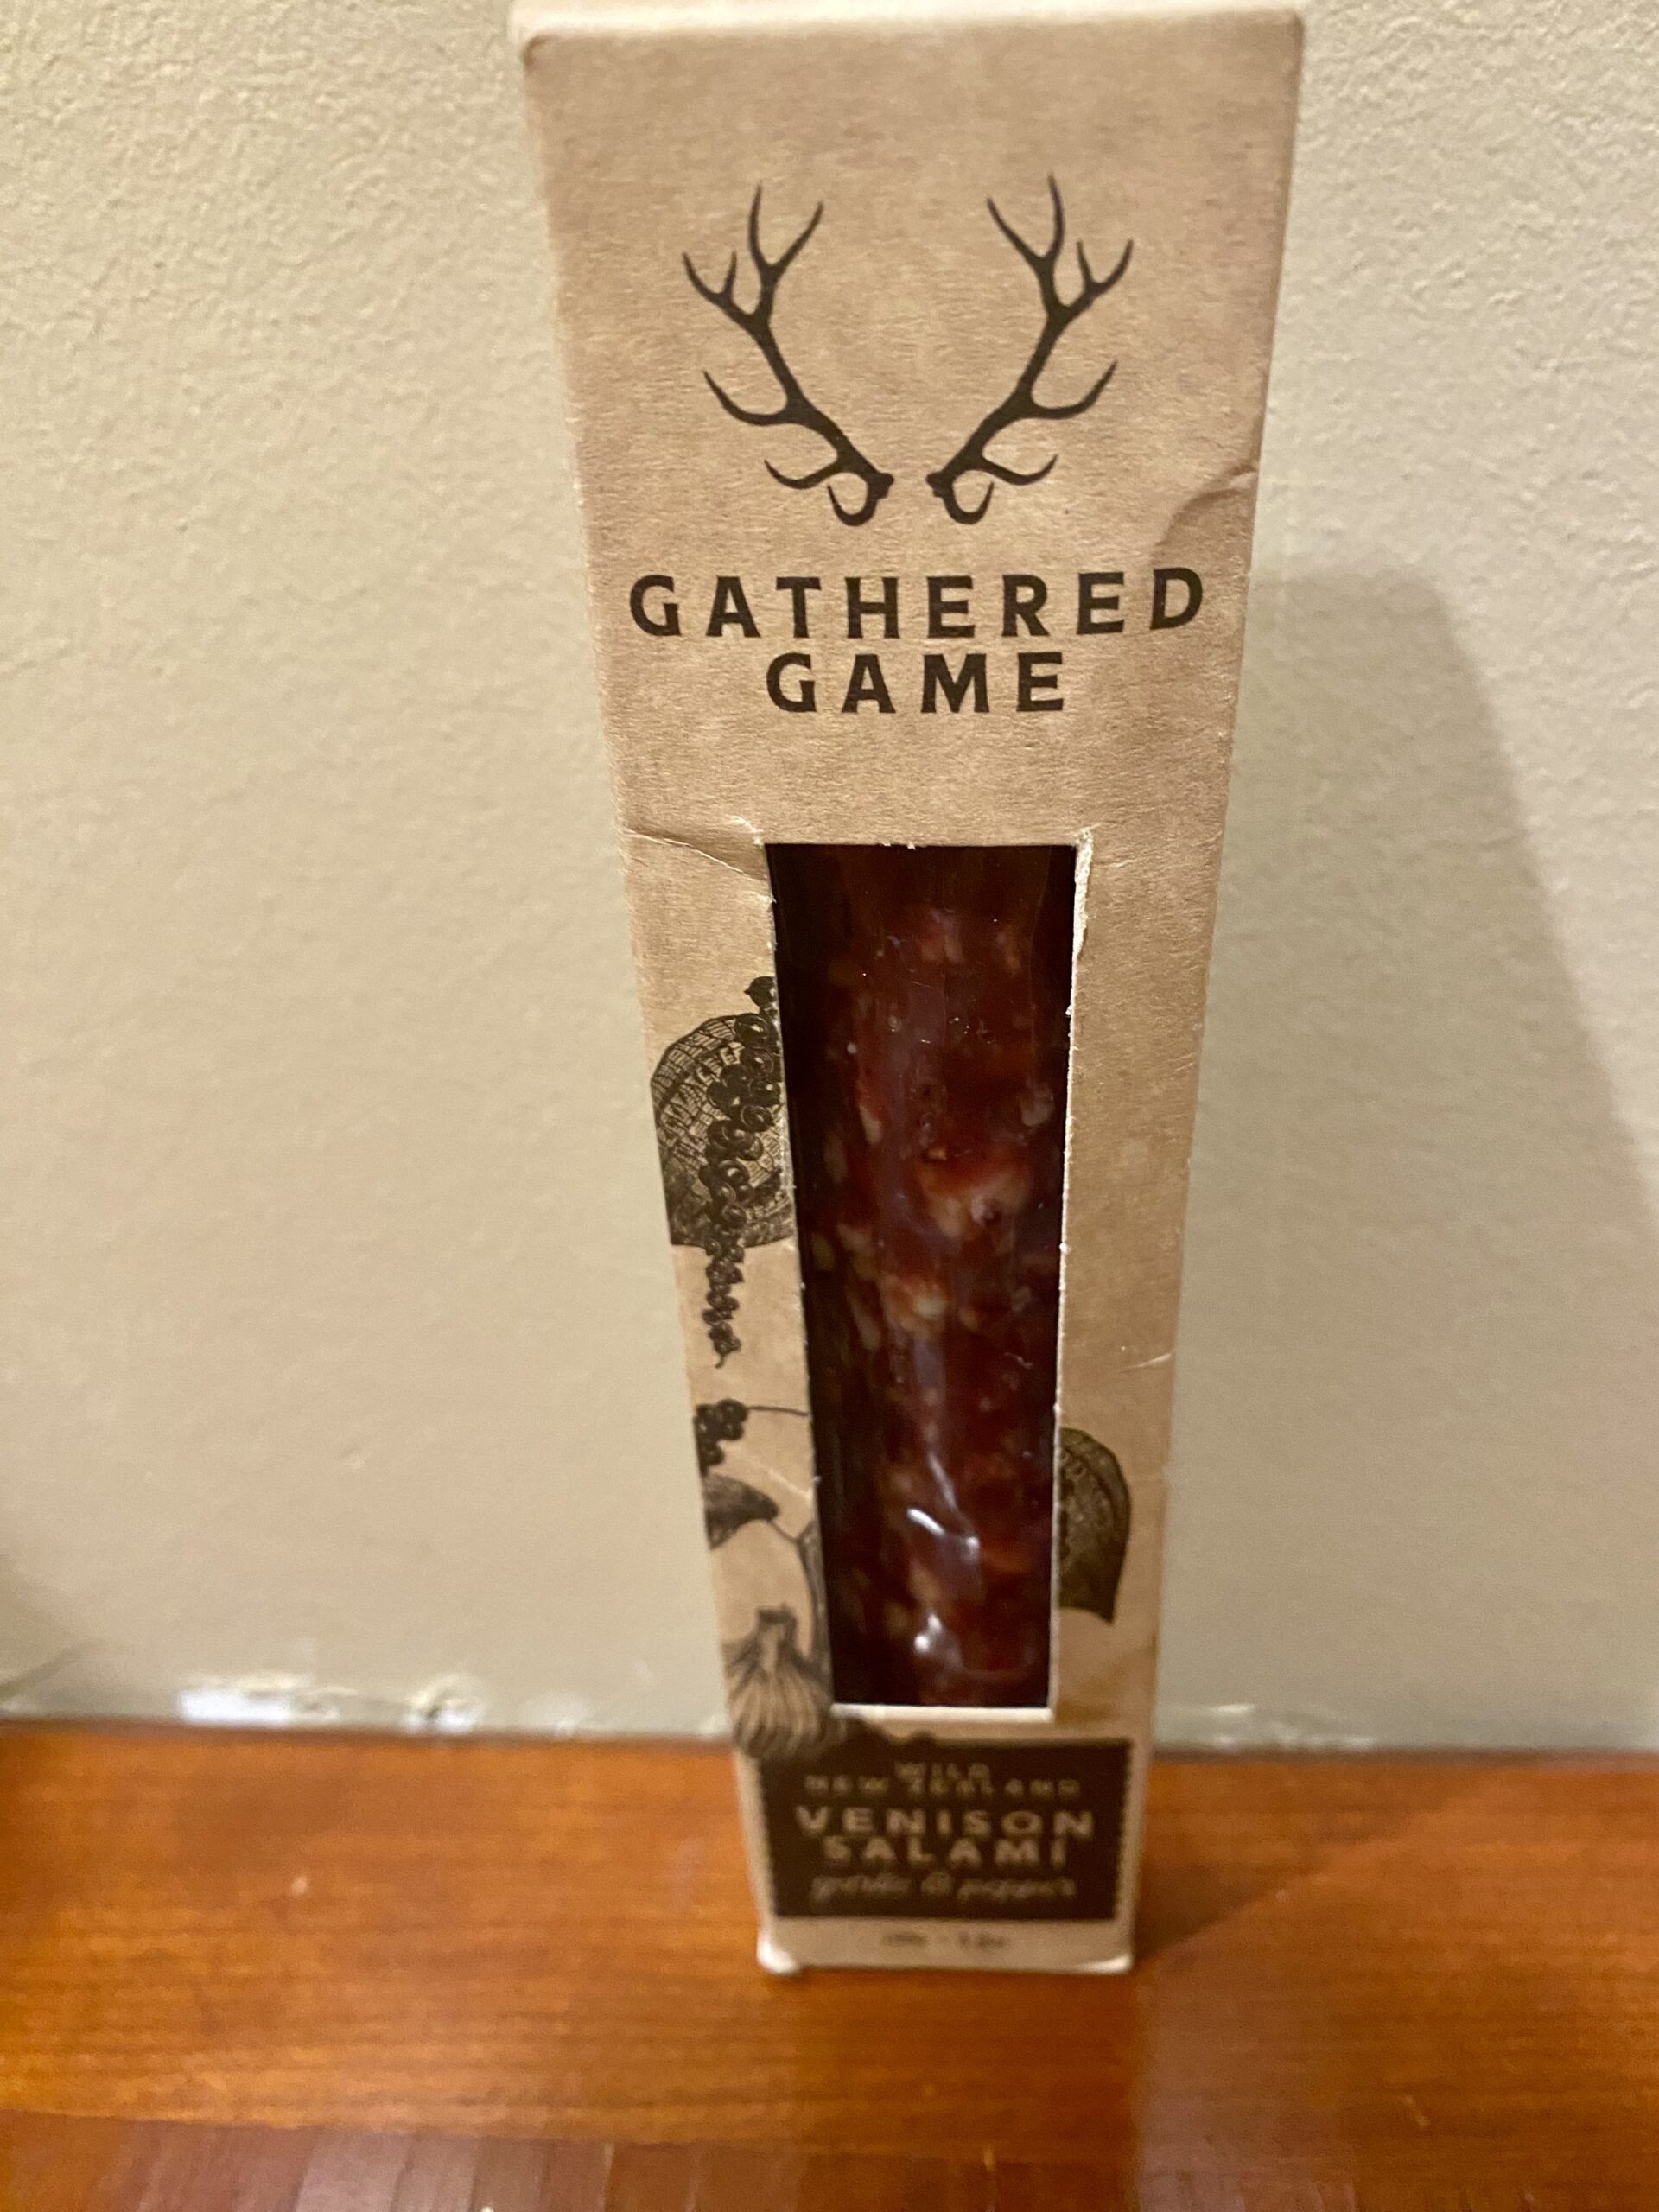 GATHERED
GAME
WILD
NEW ZEALAND
VENISON
SALAMI
garlic & pepper